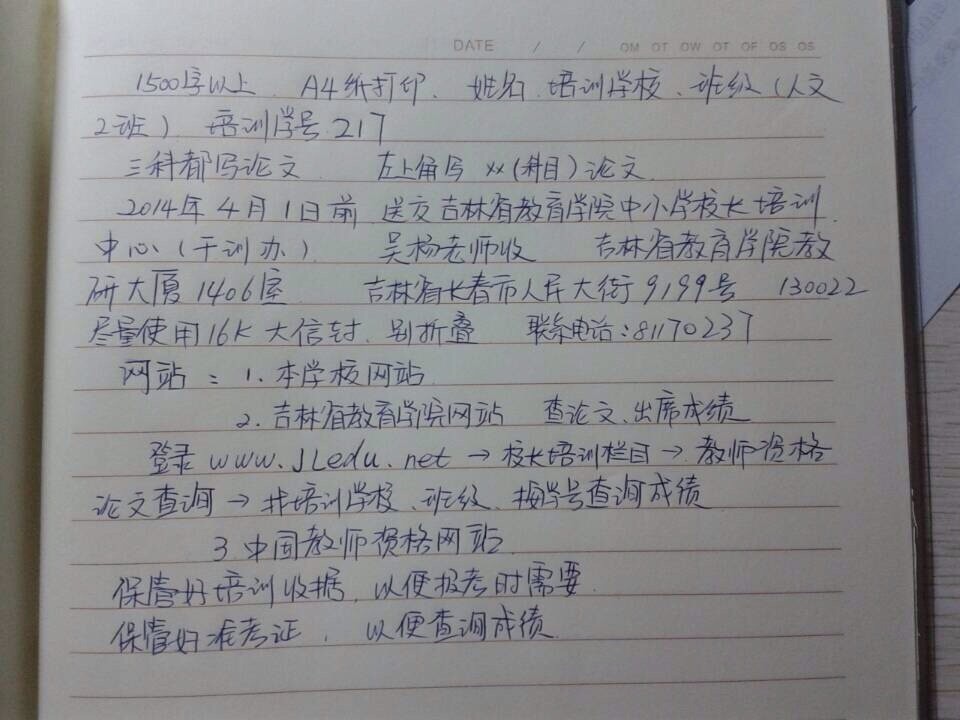 DATE / / OM OT OW OT OF OS OS
1500字以上 A4纸打印、姓名、培训学校、班级(人文
2班) 培训学号 217
三科都写论文 左上角写 xx(科目)论文
2014年4月1日前 送交吉林省教育学院中小学校长培训
中心(干训办) 吴杨老师收 吉林省教育学院教
研大厦1406室 吉林省长春市人民大街9199号 130022
尽量使用16K大信封、别折叠 联系电话:81170237
网站:1.本学校网站
2.吉林省教育学院网站 查论文、出席成绩
登录 www.JLedu.net→校长培训栏目→教师资格
论文查询→找培训学校、班级、按学号查询成绩
3.中国教师资格网站
保管好培训收据,以便报考时需要
保管好准考证,以便查询成绩